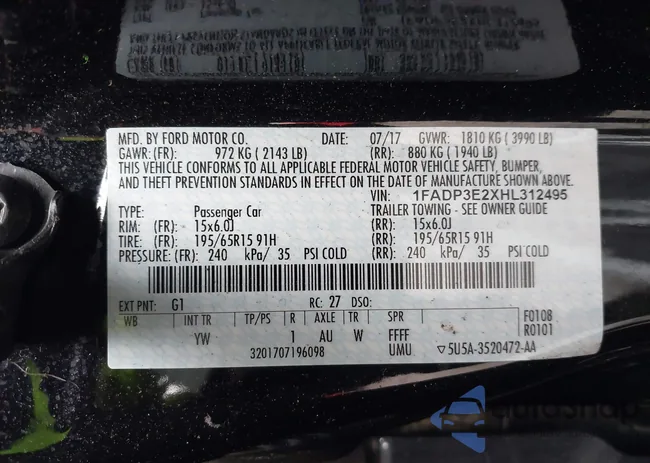 MFD. BY FORD MOTOR CO. DATE: 07/17 GVWR: 1810 KG ( 3990 LB)
GAWR: (FR): 972 KG ( 2143 LB) (RR): 880 KG ( 1940 LB)
THIS VEHICLE CONFORMS TO ALL APPLICABLE FEDERAL MOTOR VEHICLE SAFETY, BUMPER,
AND THEFT PREVENTION STANDARDS IN EFFECT ON THE DATE OF MANUFACTURE SHOWN ABOVE.
VIN: 1FADP3E2XHL312495
TYPE: Passenger Car TRAILER TOWING - SEE OWNER GUIDE
RIM: (FR): 15x6.0J (RR): 15x6.0J
TIRE: (FR): 195/65R15 91H (RR): 195/65R15 91H
PRESSURE: (FR): 240 kPa/ 35 PSI COLD (RR): 240 kPa/ 35 PSI COLD
EXT PNT: G1 RC: 27 DSO:
WB INT TR TP/PS R AXLE TR SPR F0108
YW 1 AU W FFFF R0101
3201707196098 UMU ▽5U5A-3520472-AA
AutoShop